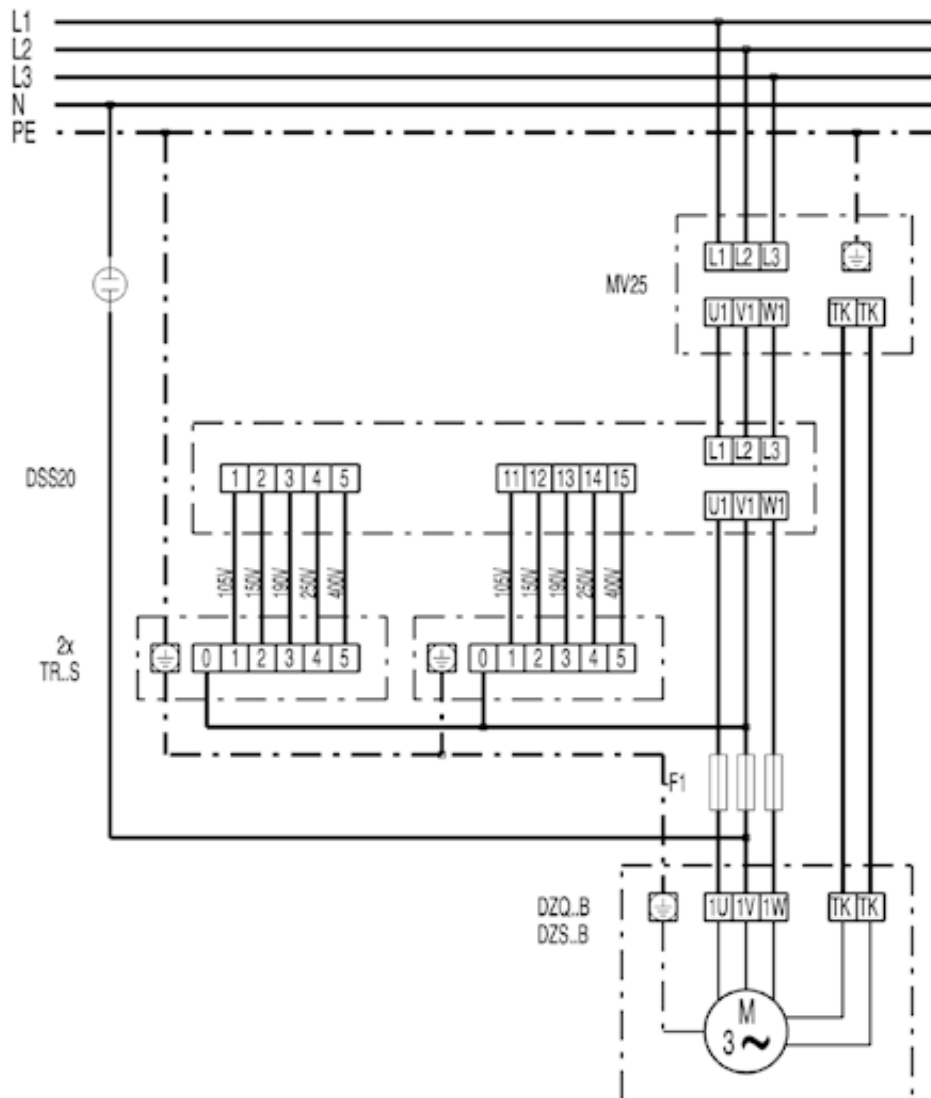 L1
L2
L3
N
PE
MV25
L1 L2 L3
U1 V1 W1 TK TK
DSS20
L1 L2 L3
1 2 3 4 5 11 12 13 14 15
U1 V1 W1
105V 150V 190V 250V 400V 105V 150V 190V 250V 400V
2x
TR..S
0 1 2 3 4 5 0 1 2 3 4 5
F1
DZQ..B
DZS..B
1U 1V 1W TK TK
M
3 ~